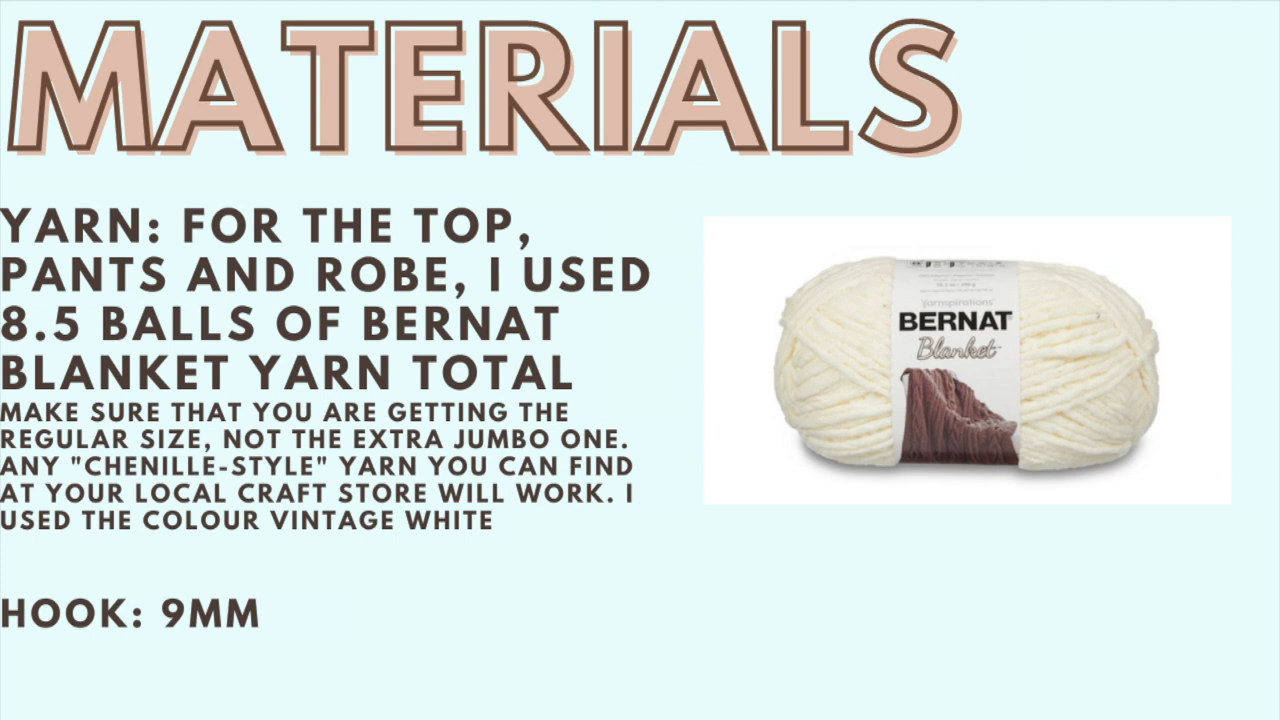 MATERIALS
YARN: FOR THE TOP,
PANTS AND ROBE, I USED
8.5 BALLS OF BERNAT
BLANKET YARN TOTAL
MAKE SURE THAT YOU ARE GETTING THE
REGULAR SIZE, NOT THE EXTRA JUMBO ONE.
ANY "CHENILLE-STYLE" YARN YOU CAN FIND
AT YOUR LOCAL CRAFT STORE WILL WORK. I
USED THE COLOUR VINTAGE WHITE
HOOK: 9MM
Yarnspirations
BERNAT
Blanket